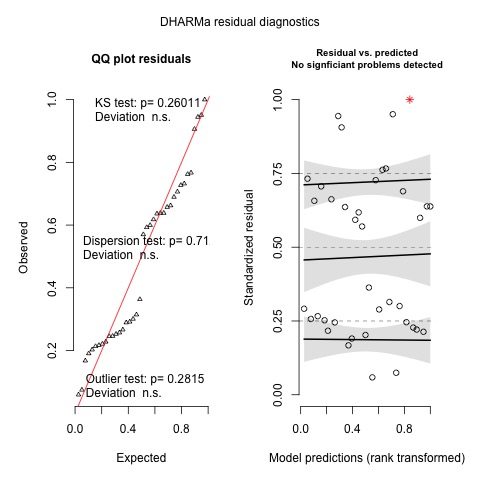 DHARMa residual diagnostics
QQ plot residuals
KS test: p= 0.26011
Deviation n.s.
Dispersion test: p= 0.71
Deviation n.s.
Outlier test: p= 0.2815
Deviation n.s.
Observed
1.0
0.8
0.6
0.4
0.2
0.0
0.4
0.8
Expected
Residual vs. predicted
No signficiant problems detected
Standardized residual
1.00
0.75
0.50
0.25
0.00
0.0
0.4
0.8
Model predictions (rank transformed)